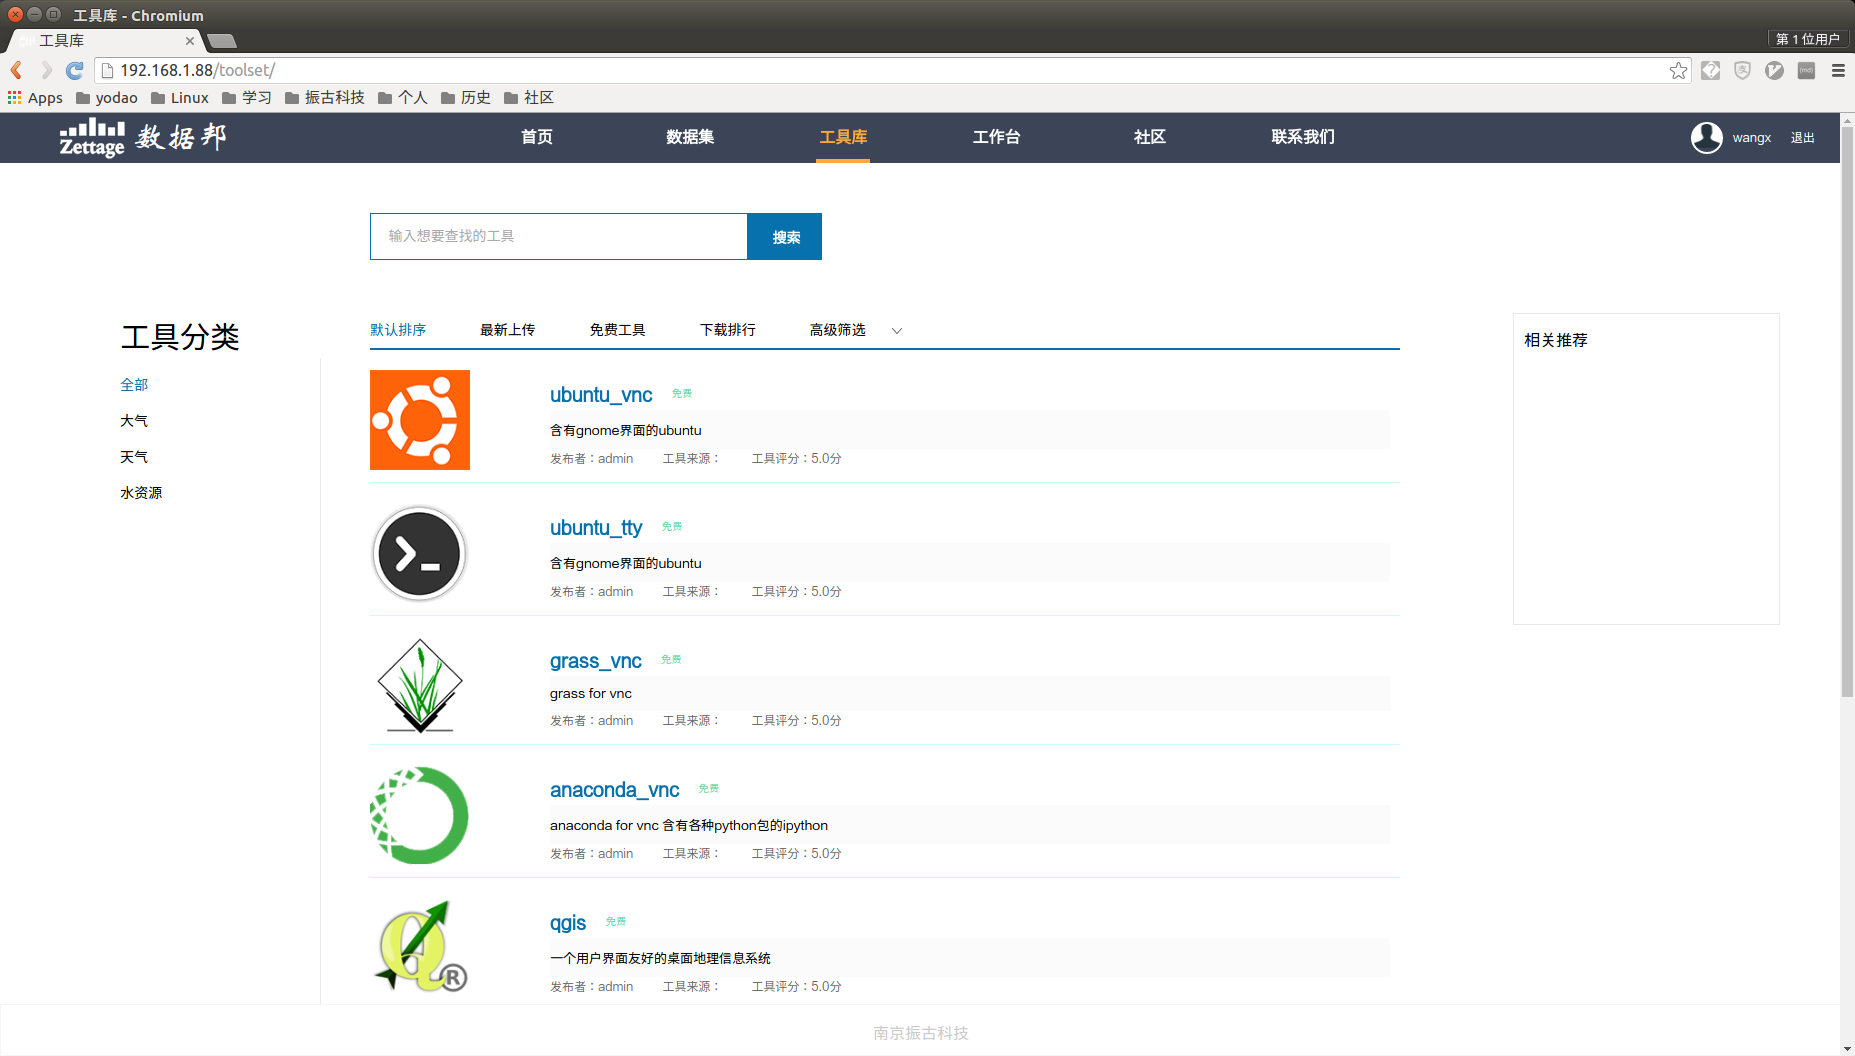 工具库 - Chromium
工具库
第 1 位用户
192.168.1.88/toolset/
Apps yodao Linux 学习 振古科技 个人 历史 社区
Zettage 数据邦 首页 数据集 工具库 工作台 社区 联系我们 wangx 退出
输入想要查找的工具 搜索
工具分类
全部
大气
天气
水资源
默认排序 最新上传 免费工具 下载排行 高级筛选
ubuntu_vnc 免费
含有gnome界面的ubuntu
发布者：admin 工具来源： 工具评分：5.0分
ubuntu_tty 免费
含有gnome界面的ubuntu
发布者：admin 工具来源： 工具评分：5.0分
grass_vnc 免费
grass for vnc
发布者：admin 工具来源： 工具评分：5.0分
anaconda_vnc 免费
anaconda for vnc 含有各种python包的ipython
发布者：admin 工具来源： 工具评分：5.0分
qgis 免费
一个用户界面友好的桌面地理信息系统
发布者：admin 工具来源： 工具评分：5.0分
相关推荐
南京振古科技